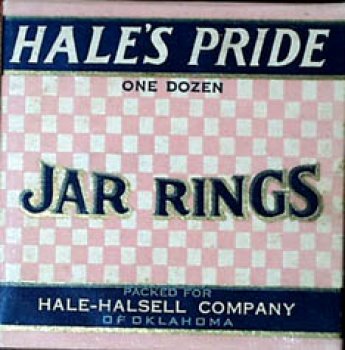 HALE'S PRIDE
ONE DOZEN
JAR RINGS
PACKED FOR
HALE-HALSELL COMPANY
OF OKLAHOMA